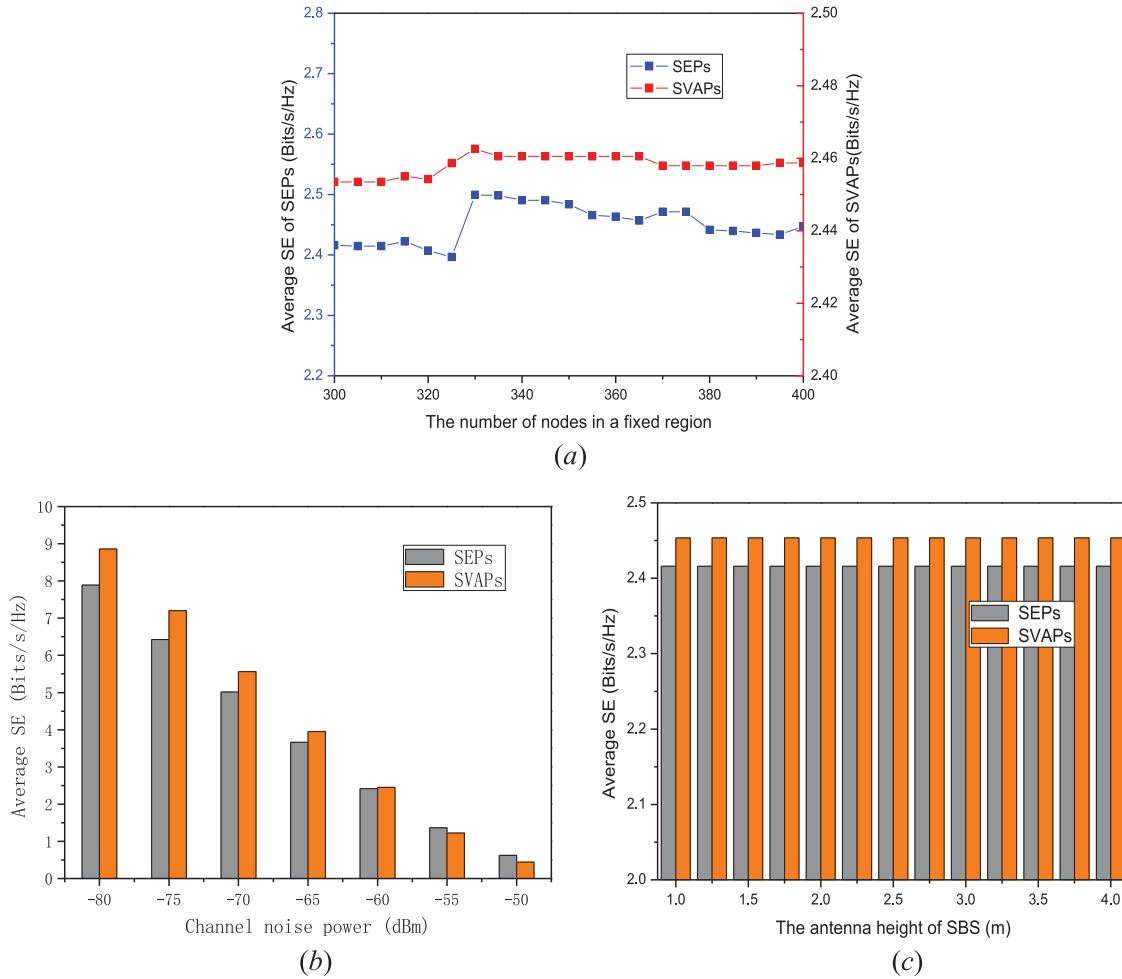 2.8 2.50
2.7 2.48
2.6 2.46
2.5 2.44
2.4 2.42
2.3 2.40
2.2
SEPs
SVAPs
Average SE of SEPs (Bits/s/Hz)
Average SE of SVAPs(Bits/s/Hz)
300 320 340 360 380 400
The number of nodes in a fixed region
(a)
10
9
8
7
6
5
4
3
2
1
0
SEPs
SVAPs
Average SE (Bits/s/Hz)
-80 -75 -70 -65 -60 -55 -50
Channel noise power (dBm)
(b)
2.5
2.4
2.3
2.2
2.1
2.0
SEPs
SVAPs
Average SE (Bits/s/Hz)
1.0 1.5 2.0 2.5 3.0 3.5 4.0
The antenna height of SBS (m)
(c)